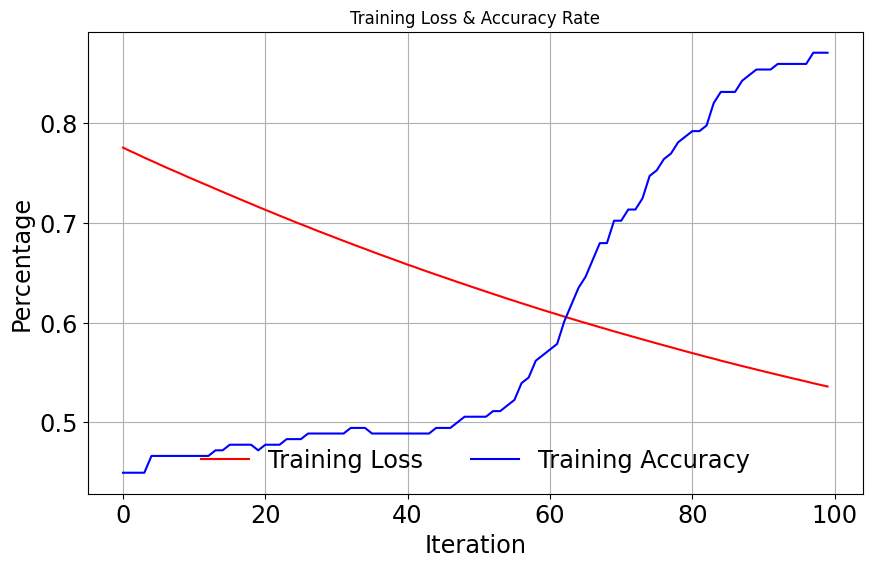 Training Loss & Accuracy Rate
Percentage
0.8
0.7
0.6
0.5
Training Loss
Training Accuracy
0 20 40 60 80 100
Iteration